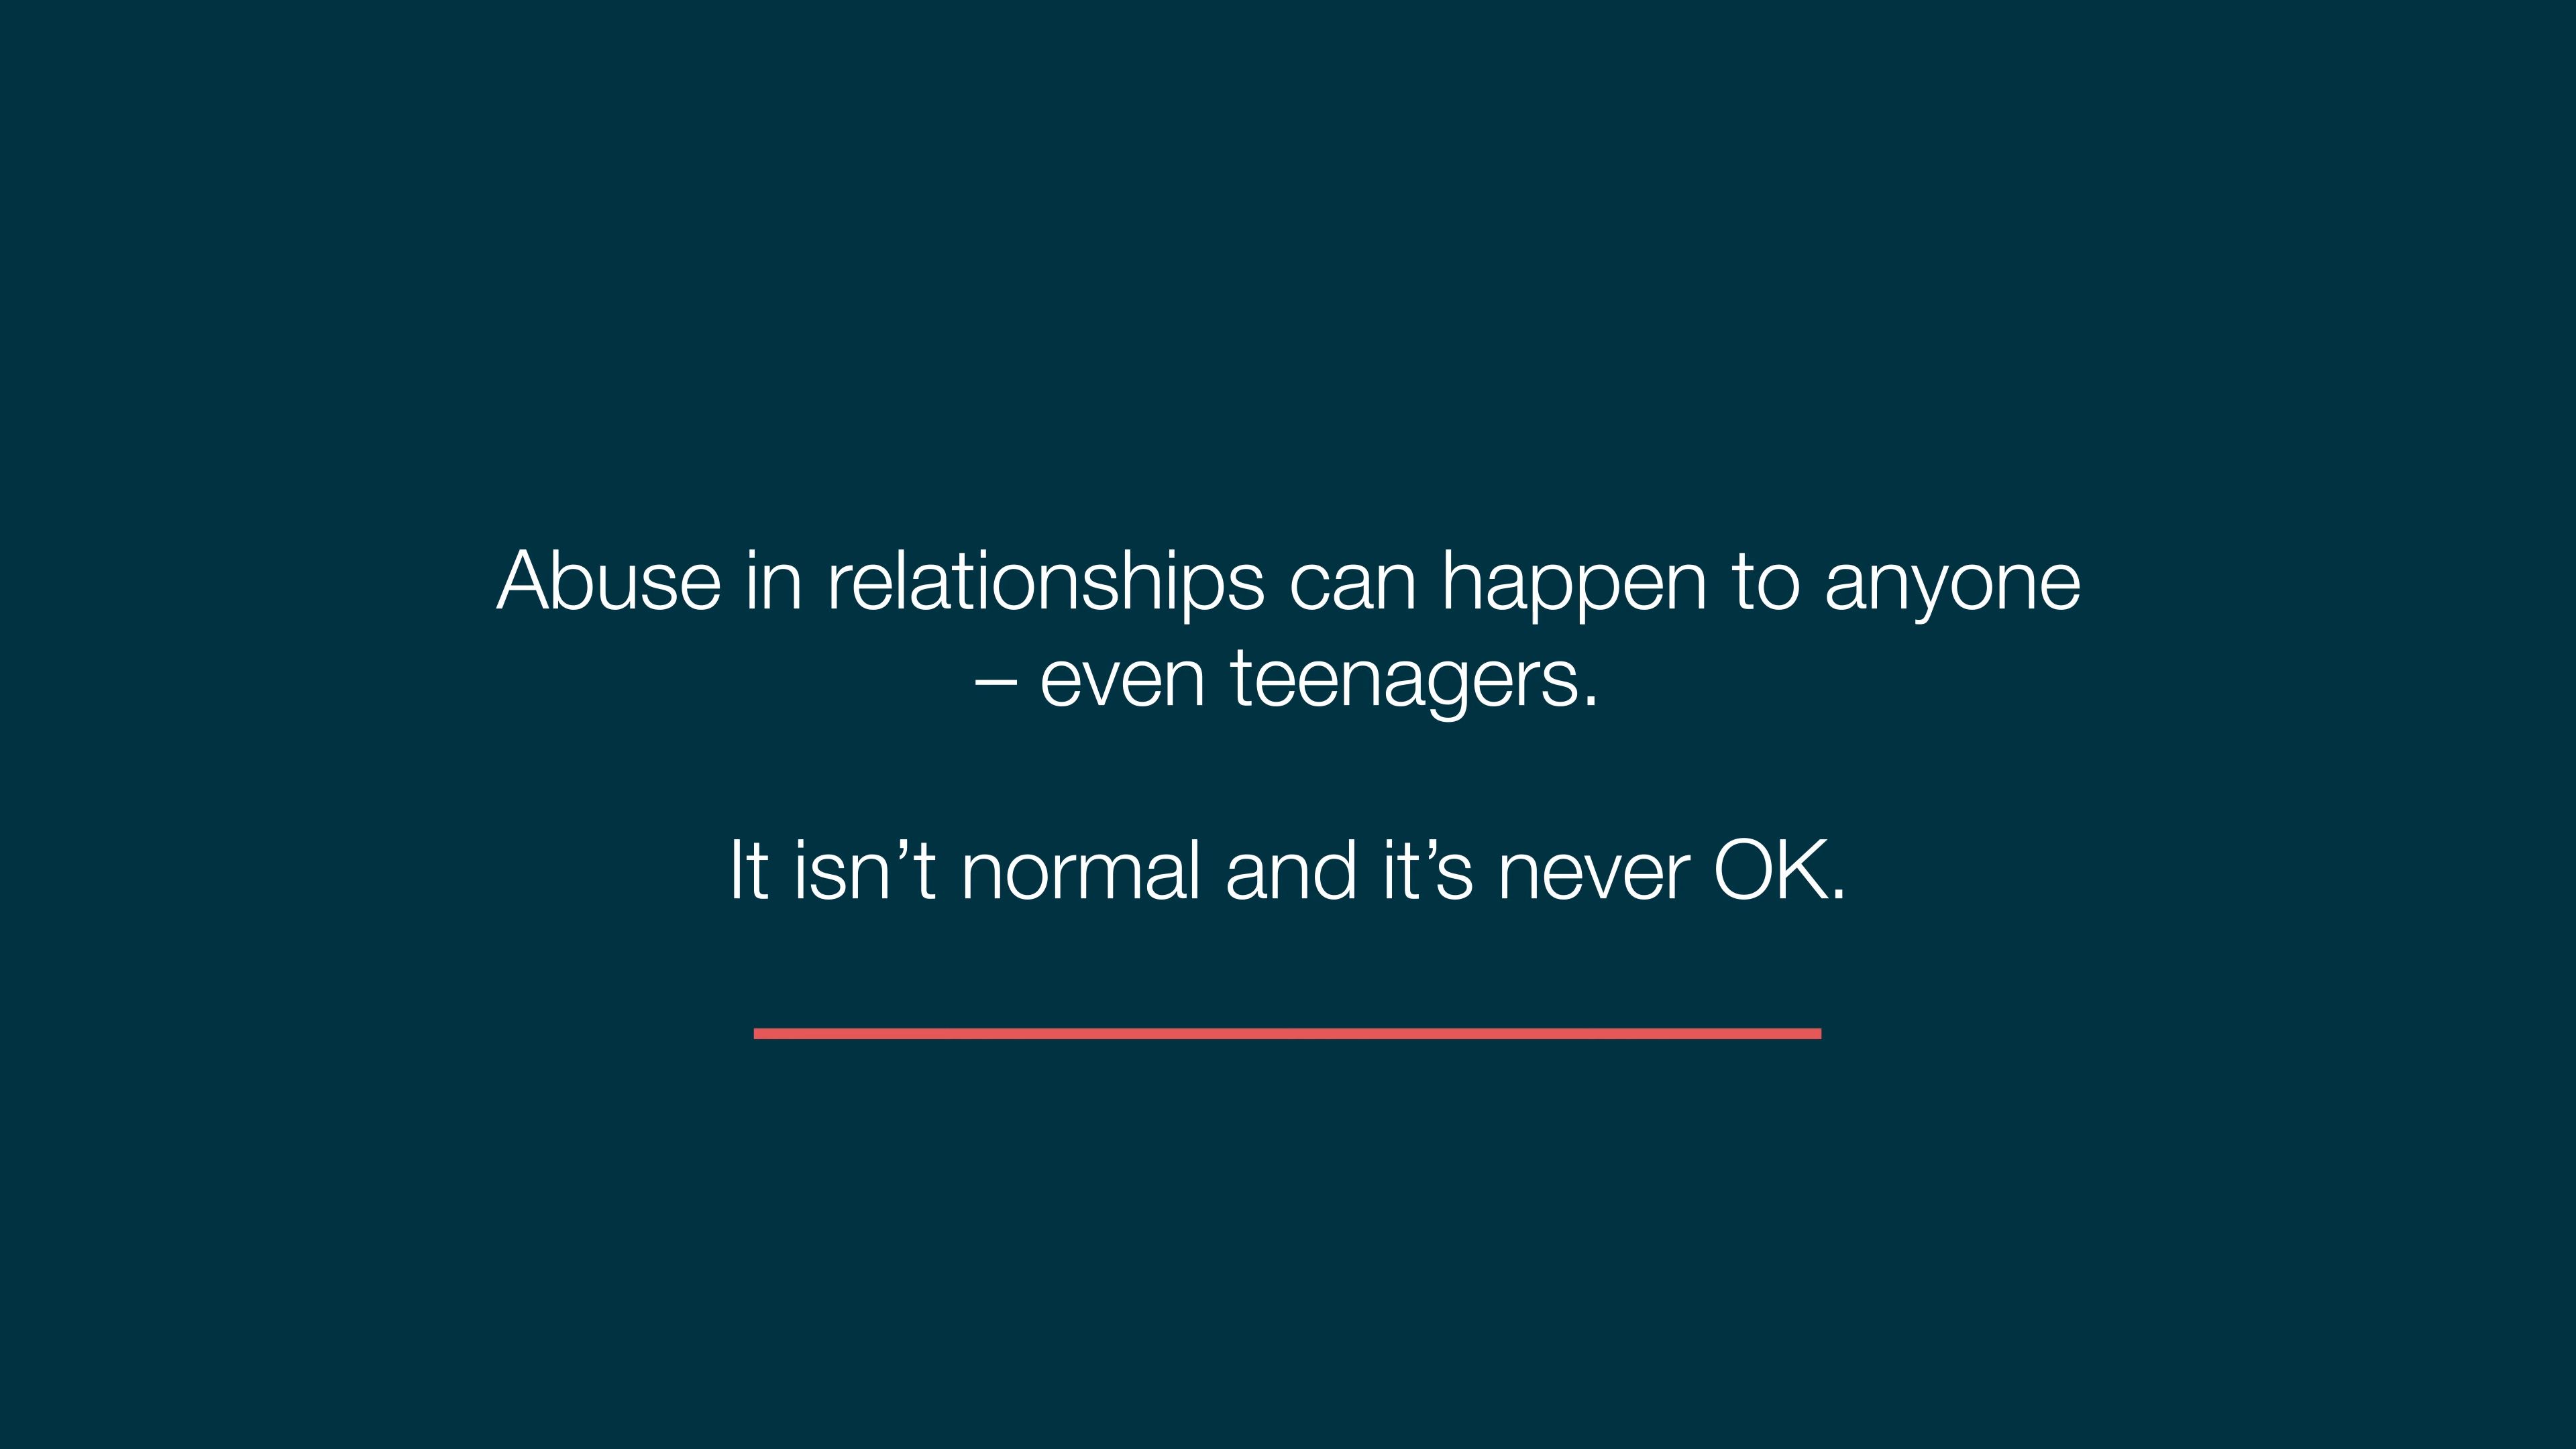 Abuse in relationships can happen to anyone
– even teenagers.
It isn’t normal and it’s never OK.